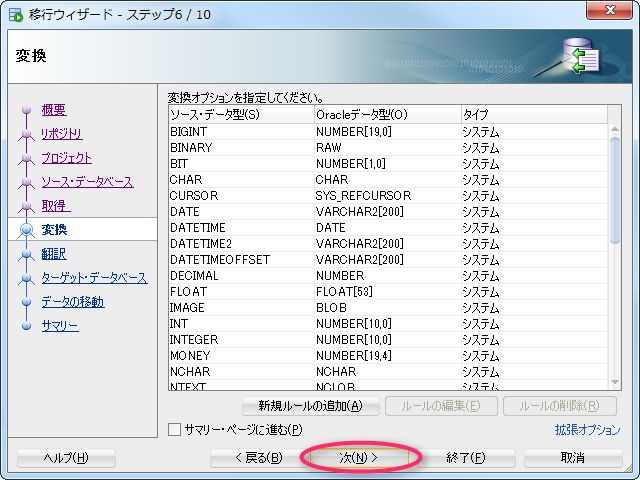 移行ウィザード - ステップ6 / 10
変換
概要
リポジトリ
プロジェクト
ソース・データベース
取得
変換
翻訳
ターゲット・データベース
データの移動
サマリー
変換オプションを指定してください。
ソース・データ型(S) Oracleデータ型(O) タイプ
BIGINT NUMBER[19,0] システム
BINARY RAW システム
BIT NUMBER[1,0] システム
CHAR CHAR システム
CURSOR SYS_REFCURSOR システム
DATE VARCHAR2[200] システム
DATETIME DATE システム
DATETIME2 VARCHAR2[200] システム
DATETIMEOFFSET VARCHAR2[200] システム
DECIMAL NUMBER システム
FLOAT FLOAT[53] システム
IMAGE BLOB システム
INT NUMBER[10,0] システム
INTEGER NUMBER[10,0] システム
MONEY NUMBER[19,4] システム
NCHAR NCHAR システム
NTEXT NCLOB システム
新規ルールの追加(A) ルールの編集(E) ルールの削除(R)
サマリー・ページに進む(P) 拡張オプション
ヘルプ(H) < 戻る(B) 次(N) > 終了(F) 取消